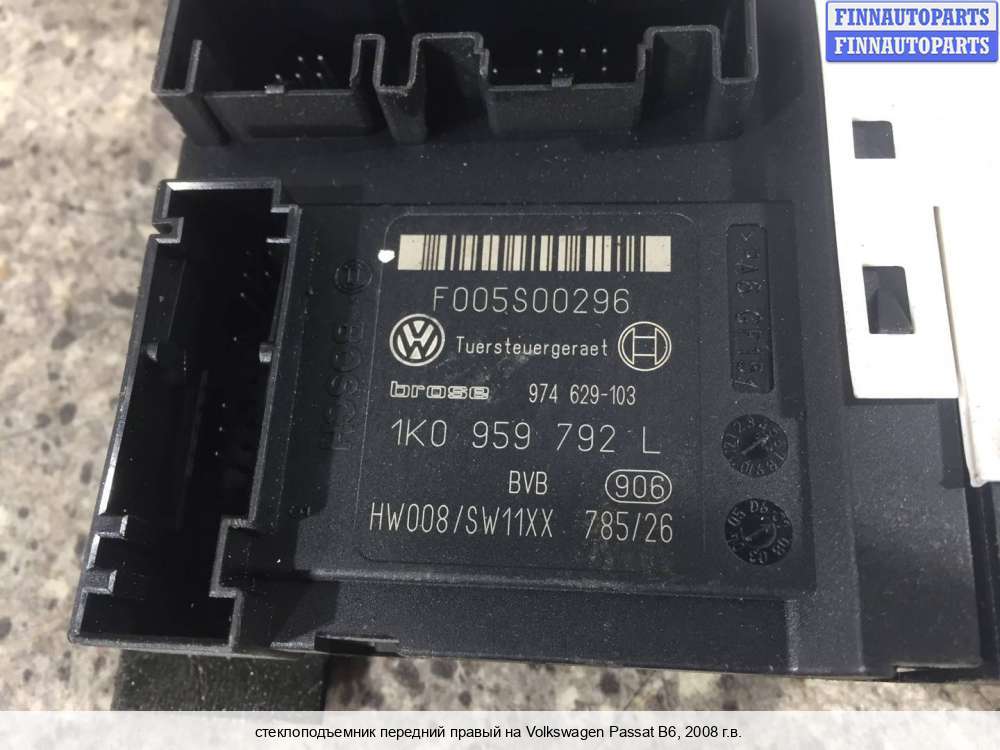 FINNAUTOPARTS
FINNAUTOPARTS
F005S00296
Tuersteuergeraet
brose 974 629-103
1K0 959 792 L
BVB 906
HW008/SW11XX 785/26
BOSCH
стеклоподъемник передний правый на Volkswagen Passat B6, 2008 г.в.